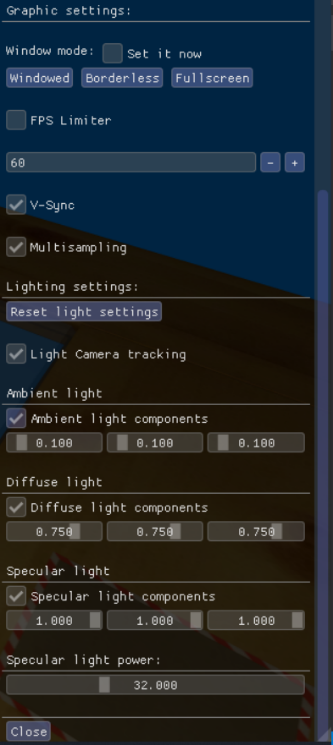 Graphic settings:
Window mode: Set it now
Windowed Borderless Fullscreen
FPS Limiter
60 - +
V-Sync
Multisampling
Lighting settings:
Reset light settings
Light Camera tracking
Ambient light
Ambient light components
0.100 0.100 0.100
Diffuse light
Diffuse light components
0.750 0.750 0.750
Specular light
Specular light components
1.000 1.000 1.000
Specular light power:
32.000
Close